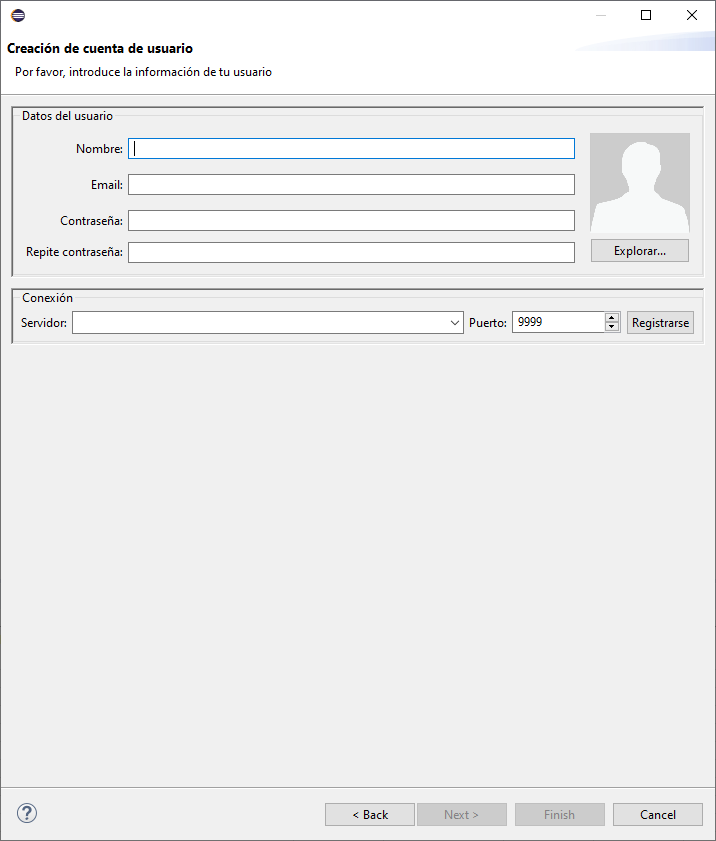 Creación de cuenta de usuario
Por favor, introduce la información de tu usuario
Datos del usuario
Nombre:
Email:
Contraseña:
Repite contraseña:
Explorar...
Conexión
Servidor:
Puerto: 9999 Registrarse
? < Back Next > Finish Cancel